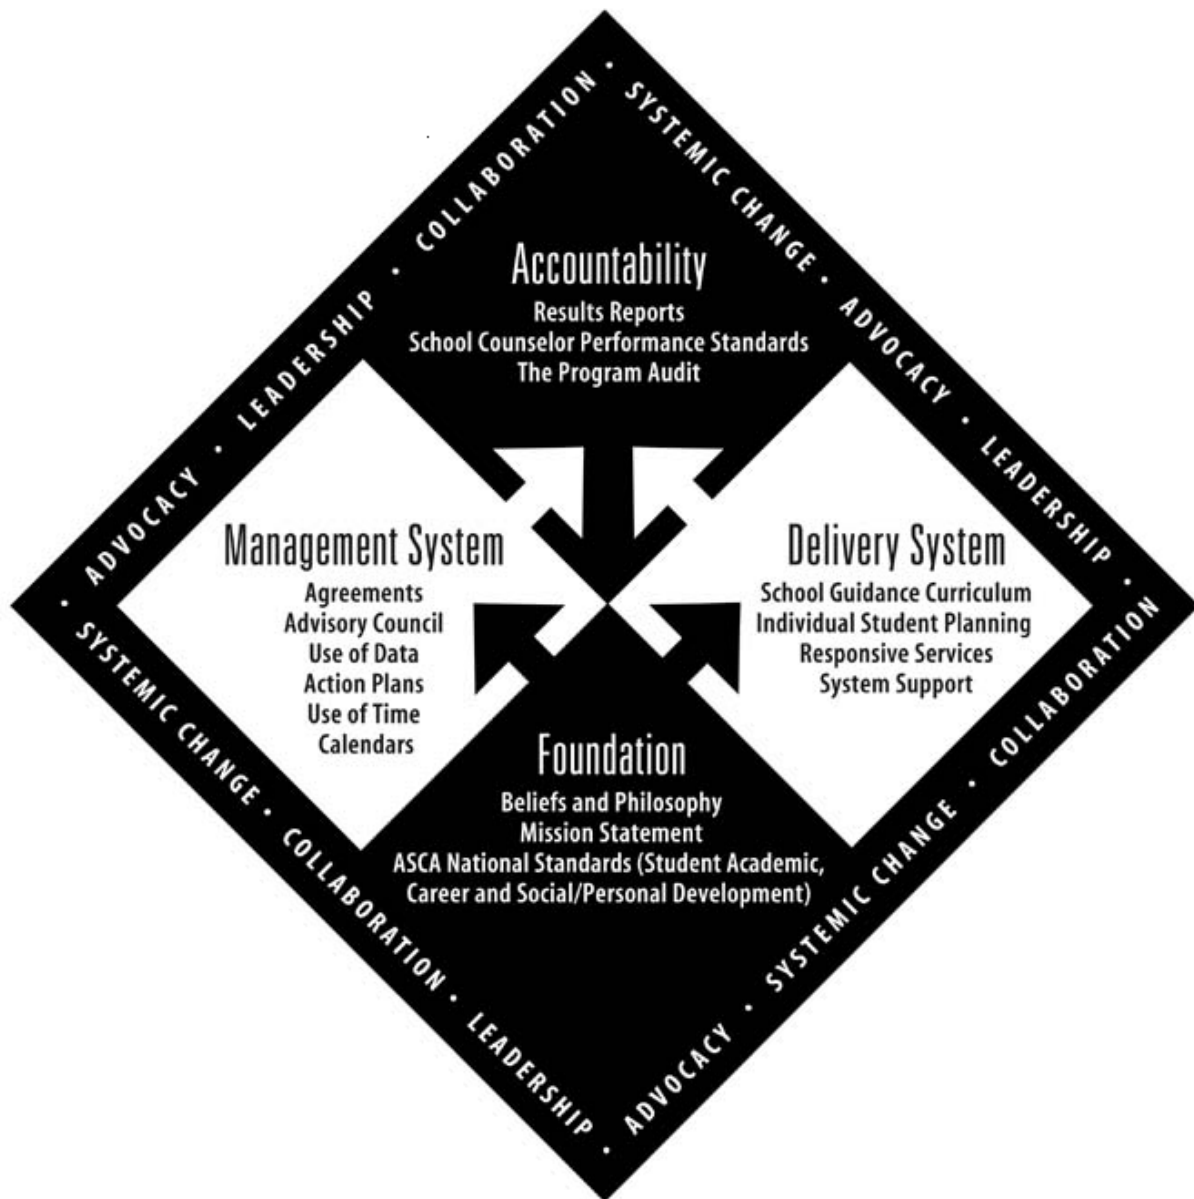 COLLABORATION • SYSTEMIC CHANGE • ADVOCACY • LEADERSHIP •
ADVOCACY • LEADERSHIP •
Accountability
Results Reports
School Counselor Performance Standards
The Program Audit
Management System
Agreements
Advisory Council
Use of Data
Action Plans
Use of Time
Calendars
Delivery System
School Guidance Curriculum
Individual Student Planning
Responsive Services
System Support
Foundation
Beliefs and Philosophy
Mission Statement
ASCA National Standards (Student Academic,
Career and Social/Personal Development)
• SYSTEMIC CHANGE • COLLABORATION • LEADERSHIP •
ADVOCACY • SYSTEMIC CHANGE • COLLABORATION